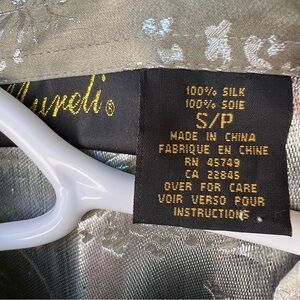 100% SILK
100% SOIE
S/P
MADE IN CHINA
FABRIQUE EN CHINE
RN 45749
CA 22845
OVER FOR CARE
VOIR VERSO POUR
INSTRUCTIONS